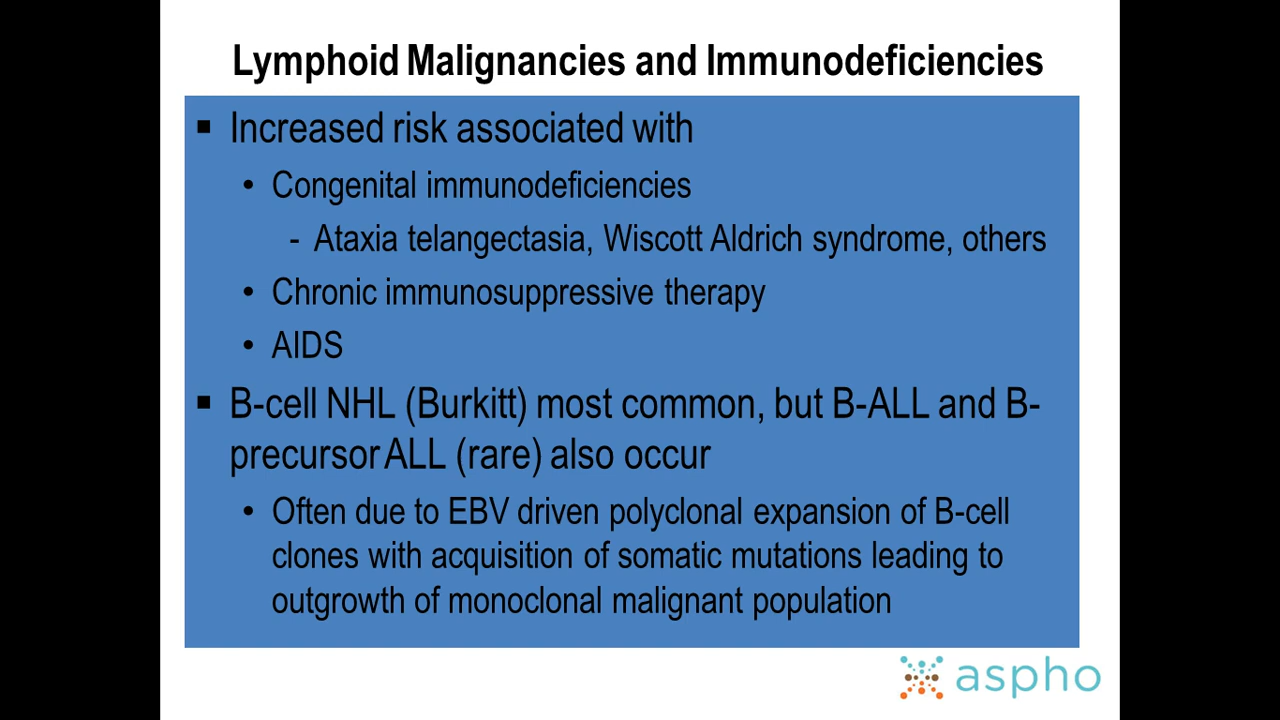 Lymphoid Malignancies and Immunodeficiencies
▪ Increased risk associated with
• Congenital immunodeficiencies
- Ataxia telangectasia, Wiscott Aldrich syndrome, others
• Chronic immunosuppressive therapy
• AIDS
▪ B-cell NHL (Burkitt) most common, but B-ALL and B-
precursor ALL (rare) also occur
• Often due to EBV driven polyclonal expansion of B-cell
clones with acquisition of somatic mutations leading to
outgrowth of monoclonal malignant population
aspho